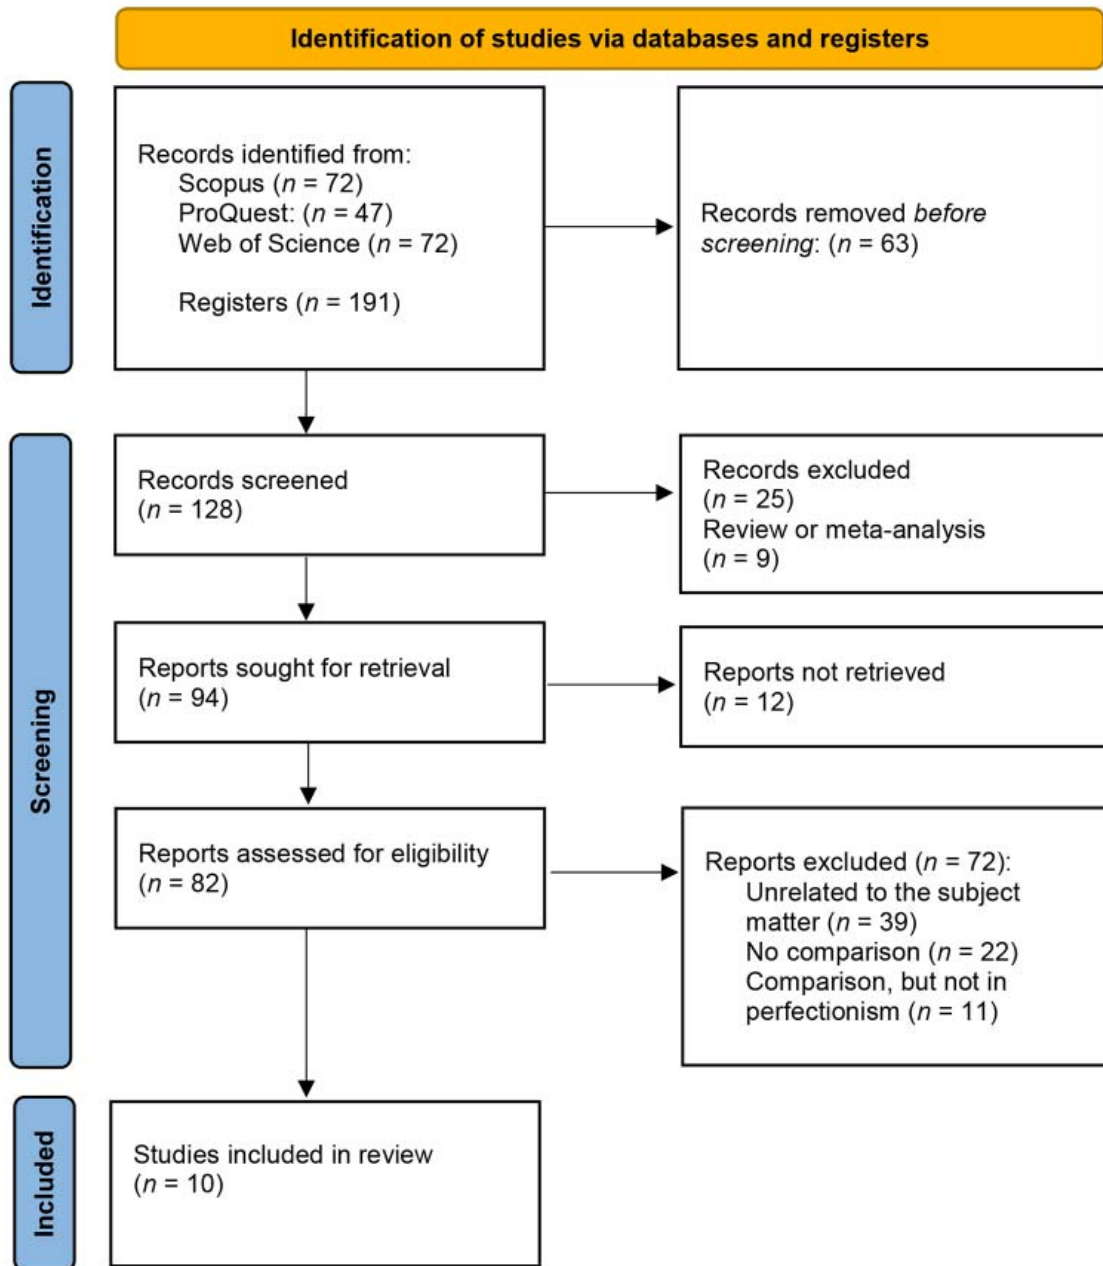 Identification of studies via databases and registers
Identification
Records identified from:
Scopus (n = 72)
ProQuest: (n = 47)
Web of Science (n = 72)
Registers (n = 191)
Records removed before
screening: (n = 63)
Screening
Records screened
(n = 128)
Records excluded
(n = 25)
Review or meta-analysis
(n = 9)
Reports sought for retrieval
(n = 94)
Reports not retrieved
(n = 12)
Reports assessed for eligibility
(n = 82)
Reports excluded (n = 72):
Unrelated to the subject
matter (n = 39)
No comparison (n = 22)
Comparison, but not in
perfectionism (n = 11)
Included
Studies included in review
(n = 10)